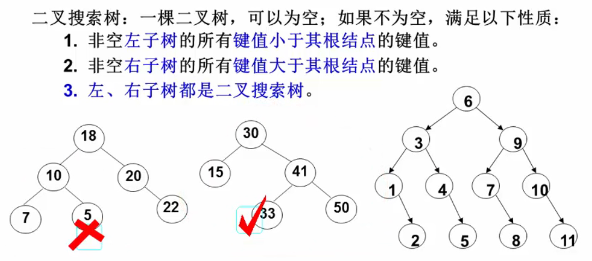 二叉搜索树：一棵二叉树，可以为空；如果不为空，满足以下性质：
1. 非空左子树的所有键值小于其根结点的键值。
2. 非空右子树的所有键值大于其根结点的键值。
3. 左、右子树都是二叉搜索树。
18
10 20
7 5 22
30
15 41
33 50
6
3 9
1 4 7 10
2 5 8 11